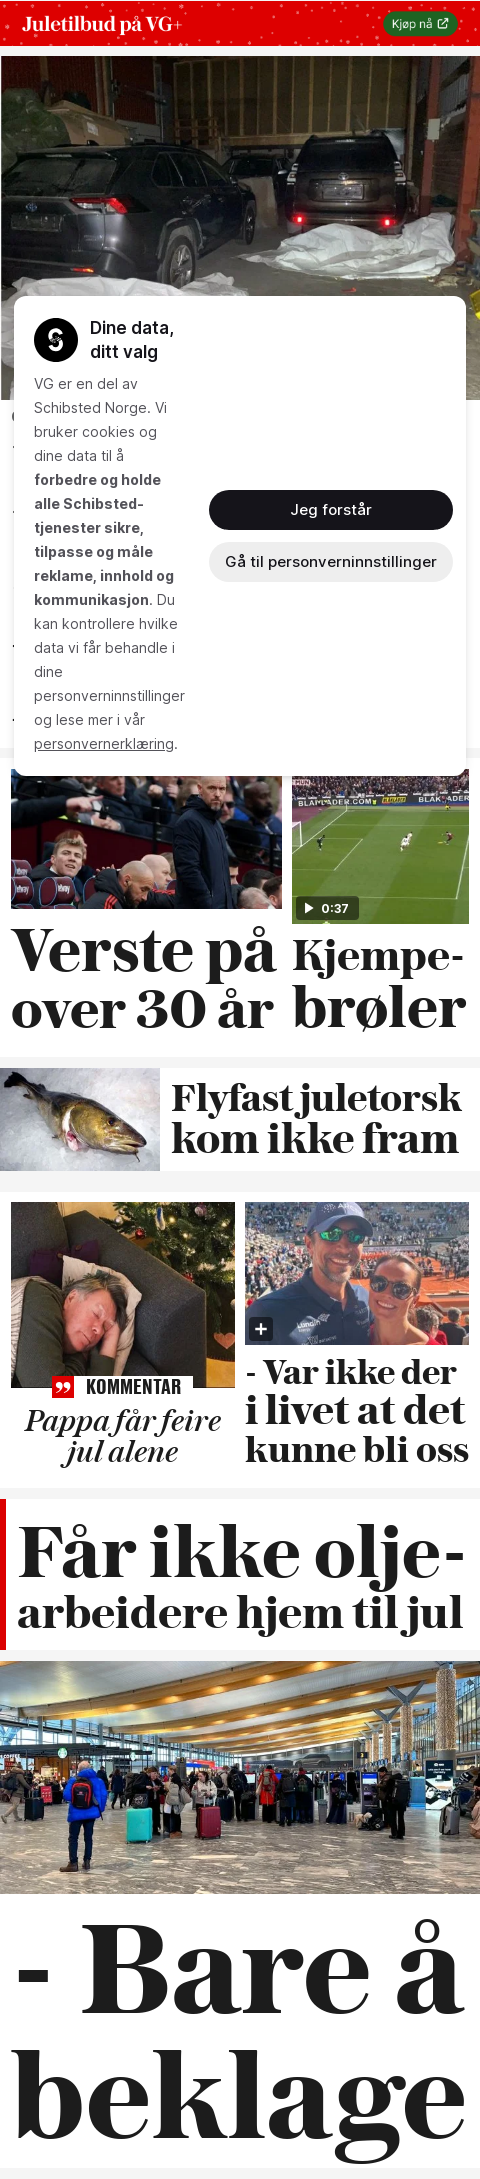 Juletilbud på VG+
Kjøp nå
Dine data,
ditt valg
VG er en del av
Schibsted Norge. Vi
bruker cookies og
dine data til å
forbedre og holde
alle Schibsted-
tjenester sikre,
tilpasse og måle
reklame, innhold og
kommunikasjon. Du
kan kontrollere hvilke
data vi får behandle i
dine
personverninnstillinger
og lese mer i vår
personvernerklæring.
Jeg forstår
Gå til personverninnstillinger
0:37
Verste på
over 30 år
Kjempe-
brøler
Flyfast juletorsk
kom ikke fram
KOMMENTAR
Pappa får feire
jul alene
- Var ikke der
i livet at det
kunne bli oss
Får ikke olje-
arbeidere hjem til jul
- Bare å
beklage